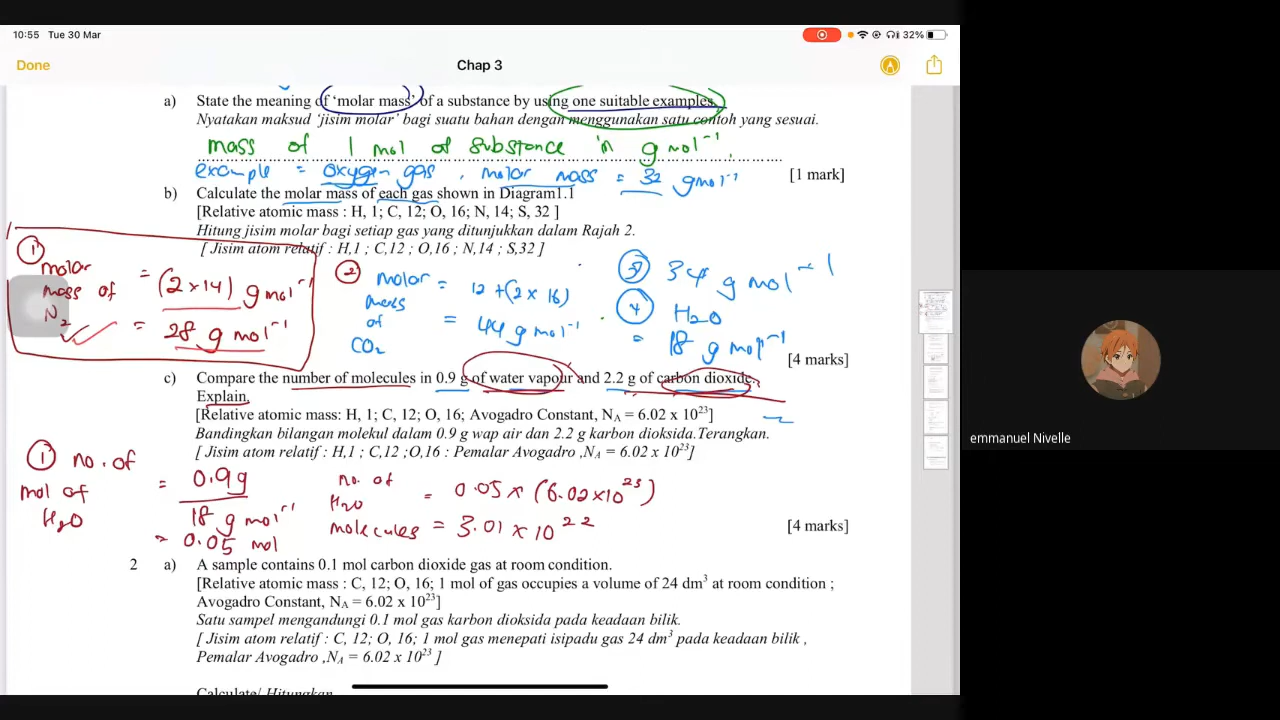 10:55 Tue 30 Mar
32%
Done
Chap 3
a) State the meaning of 'molar mass' of a substance by using one suitable examples.
Nyatakan maksud 'jisim molar' bagi suatu bahan dengan menggunakan satu contoh yang sesuai.
mass of 1 mol of substance in g mol⁻¹.
example = oxygen gas, molar mass = 32 gmol⁻¹
[1 mark]
b) Calculate the molar mass of each gas shown in Diagram1.1
[Relative atomic mass : H, 1; C, 12; O, 16; N, 14; S, 32 ]
Hitung jisim molar bagi setiap gas yang ditunjukkan dalam Rajah 2.
[ Jisim atom relatif : H,1 ; C,12 ; O,16 ; N,14 ; S,32 ]
① molar mass of N₂ = (2 × 14) g mol⁻¹
= 28 g mol⁻¹
② molar mass of CO₂ = 12 + (2 × 16)
= 44 g mol⁻¹
③ 34 g mol⁻¹
④ H₂O
= 18 g mol⁻¹
[4 marks]
c) Compare the number of molecules in 0.9 g of water vapour and 2.2 g of carbon dioxide.
Explain.
[Relative atomic mass: H, 1; C, 12; O, 16; Avogadro Constant, NA = 6.02 x 10²³]
Bandingkan bilangan molekul dalam 0.9 g wap air dan 2.2 g karbon dioksida.Terangkan.
[ Jisim atom relatif : H,1 ; C,12 ;O,16 : Pemalar Avogadro ,NA = 6.02 x 10²³]
① no. of mol of H₂O = 0.9g
18 g mol⁻¹
= 0.05 mol
no. of H₂O molecules = 0.05 × (6.02×10²³)
= 3.01 × 10²²
[4 marks]
2 a) A sample contains 0.1 mol carbon dioxide gas at room condition.
[Relative atomic mass : C, 12; O, 16; 1 mol of gas occupies a volume of 24 dm³ at room condition ;
Avogadro Constant, NA = 6.02 x 10²³]
Satu sampel mengandungi 0.1 mol gas karbon dioksida pada keadaan bilik.
[ Jisim atom relatif : C, 12; O, 16; 1 mol gas menepati isipadu gas 24 dm³ pada keadaan bilik ,
Pemalar Avogadro ,NA = 6.02 x 10²³ ]
Calculate/ Hitungkan
emmanuel Nivelle